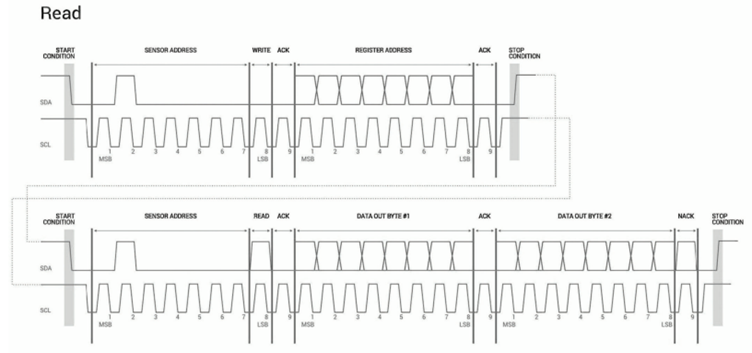 Read
START CONDITION SENSOR ADDRESS WRITE ACK REGISTER ADDRESS ACK STOP CONDITION
SDA
SCL
1 2 3 4 5 6 7 8 9 1 2 3 4 5 6 7 8 9
MSB LSB MSB LSB
START CONDITION SENSOR ADDRESS READ ACK DATA OUT BYTE #1 ACK DATA OUT BYTE #2 NACK STOP CONDITION
SDA
SCL
1 2 3 4 5 6 7 8 9 1 2 3 4 5 6 7 8 9 1 2 3 4 5 6 7 8 9
MSB LSB MSB LSB MSB LSB